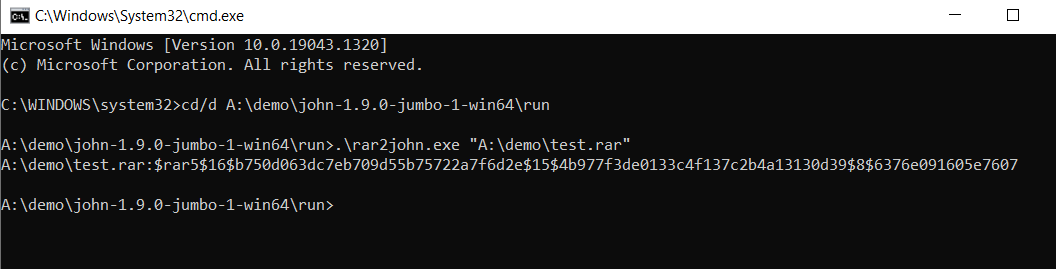 C:\Windows\System32\cmd.exe
Microsoft Windows [Version 10.0.19043.1320]
(c) Microsoft Corporation. All rights reserved.
C:\WINDOWS\system32>cd/d A:\demo\john-1.9.0-jumbo-1-win64\run
A:\demo\john-1.9.0-jumbo-1-win64\run>.\rar2john.exe "A:\demo\test.rar"
A:\demo\test.rar:$rar5$16$b750d063dc7eb709d55b75722a7f6d2e$15$4b977f3de0133c4f137c2b4a13130d39$8$6376e091605e7607
A:\demo\john-1.9.0-jumbo-1-win64\run>